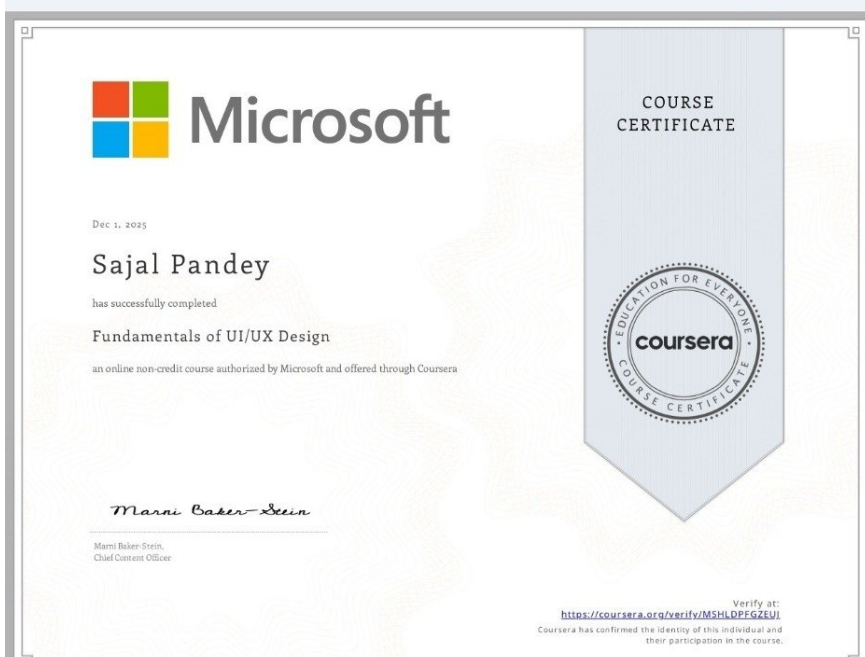 Microsoft
COURSE
CERTIFICATE
Dec 1, 2025
Sajal Pandey
has successfully completed
Fundamentals of UI/UX Design
an online non-credit course authorized by Microsoft and offered through Coursera
EDUCATION FOR EVERYONE
coursera
COURSE CERTIFICATE
Marni Baker-Stein
Marni Baker-Stein,
Chief Content Officer
Verify at:
https://coursera.org/verify/MSHLDPFGZEUJ
Coursera has confirmed the identity of this individual and
their participation in the course.